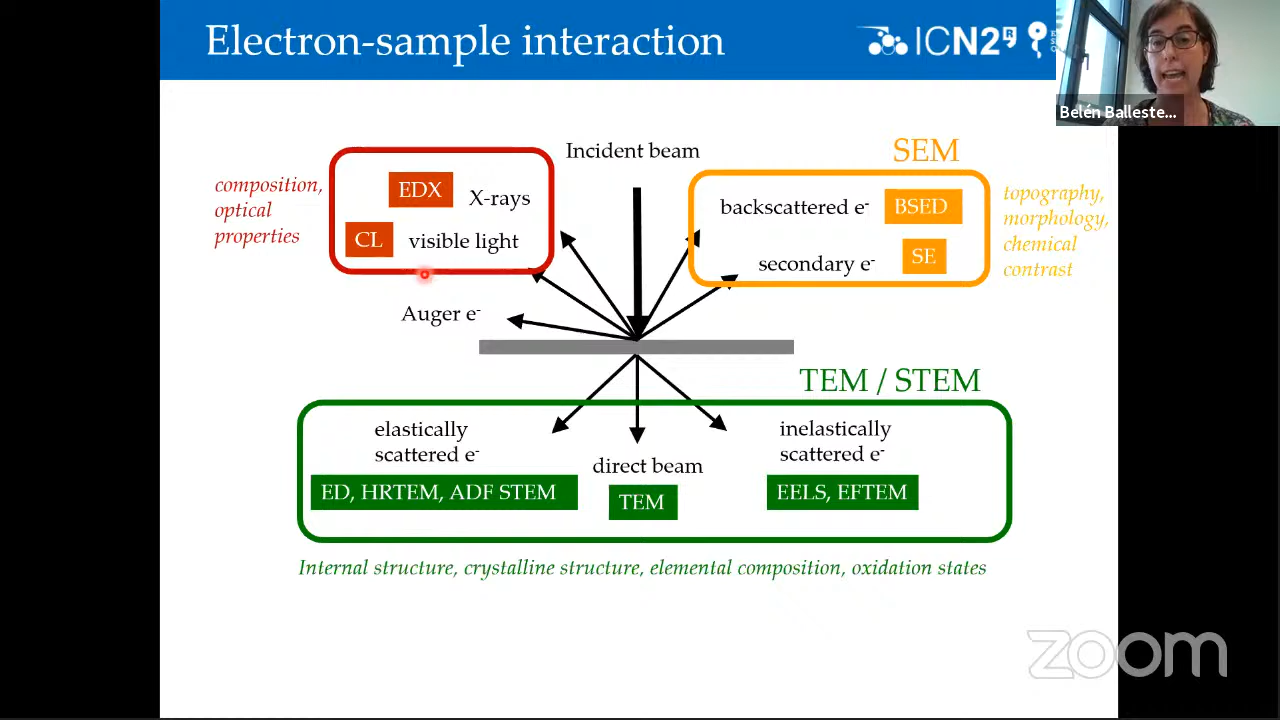 Electron-sample interaction
ICN2
Belén Balleste...
Incident beam
SEM
composition,
optical
properties
EDX
X-rays
CL
visible light
backscattered e-
BSED
secondary e-
SE
topography,
morphology,
chemical
contrast
Auger e-
TEM / STEM
elastically
scattered e-
ED, HRTEM, ADF STEM
direct beam
TEM
inelastically
scattered e-
EELS, EFTEM
Internal structure, crystalline structure, elemental composition, oxidation states
zoom